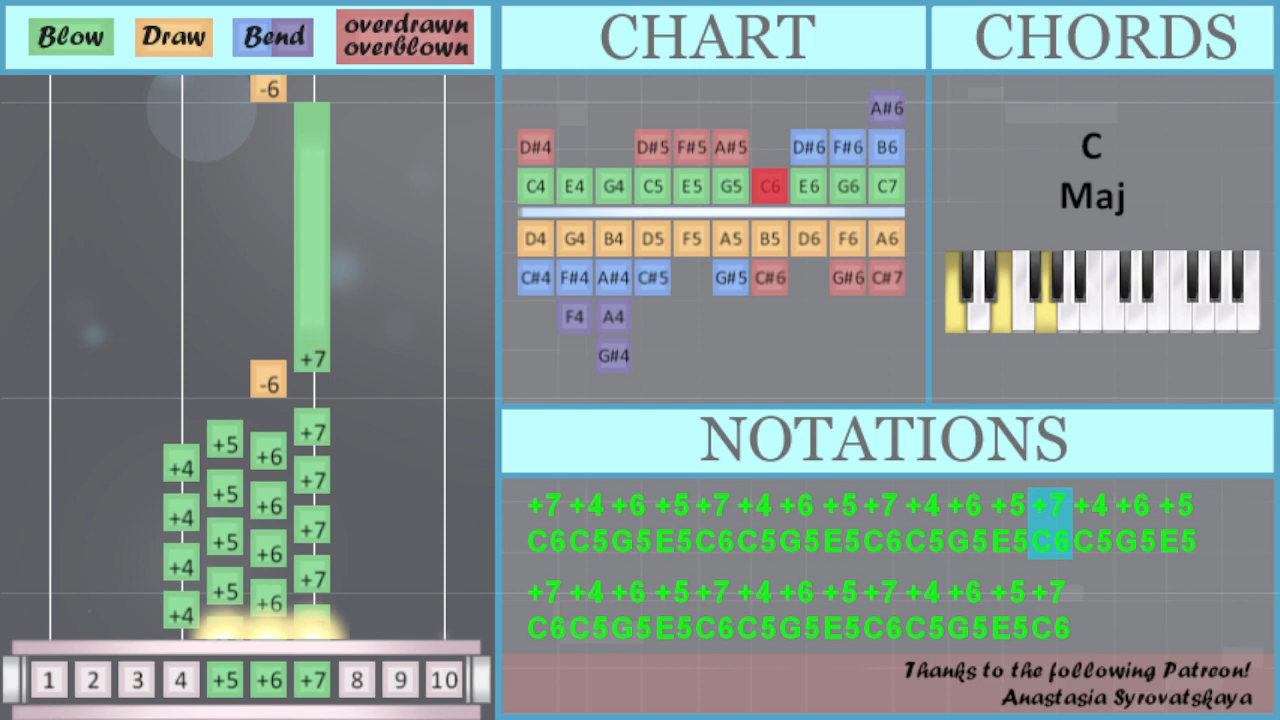 Blow Draw Bend overdrawn
overblown
CHART
CHORDS
-6
+7
-6
+7
+5
+6
+4
+7
+5
+6
+4
+7
+5
+6
+4
+7
+5
+6
+4
1 2 3 4 +5 +6 +7 8 9 10
A#6
D#4 D#5 F#5 A#5 D#6 F#6 B6
C4 E4 G4 C5 E5 G5 C6 E6 G6 C7
D4 G4 B4 D5 F5 A5 B5 D6 F6 A6
C#4 F#4 A#4 C#5 G#5 C#6 G#6 C#7
F4 A4
G#4
C
Maj
NOTATIONS
+7 +4 +6 +5 +7 +4 +6 +5 +7 +4 +6 +5 +7 +4 +6 +5
C6C5G5E5C6C5G5E5C6C5G5E5C6C5G5E5
+7 +4 +6 +5 +7 +4 +6 +5 +7 +4 +6 +5 +7
C6C5G5E5C6C5G5E5C6C5G5E5C6
Thanks to the following Patreon!
Anastasia Syrovatskaya